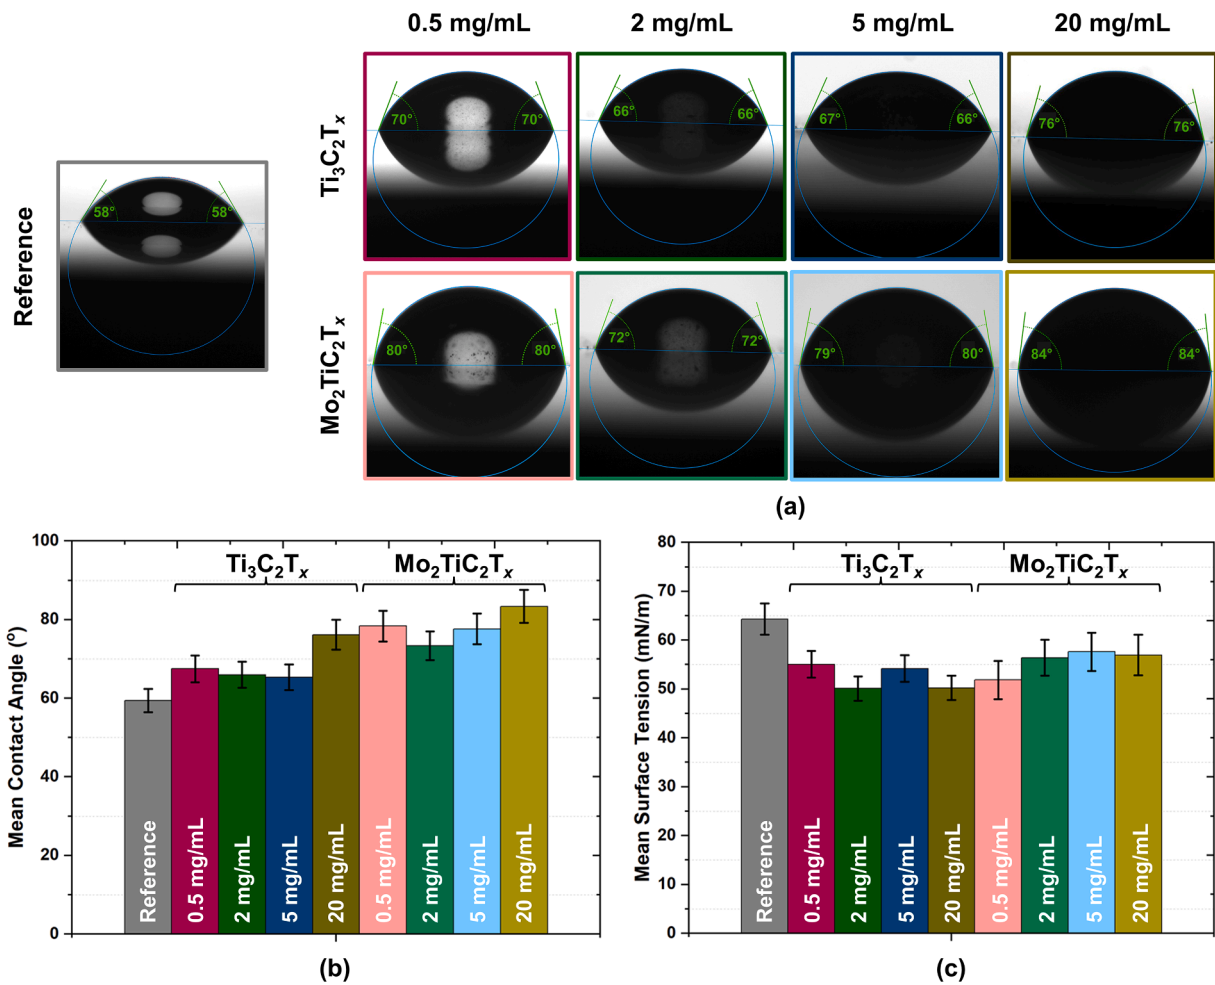 0.5 mg/mL
2 mg/mL
5 mg/mL
20 mg/mL
Reference
58°
58°
Ti₃C₂Tₓ
70°
70°
66°
66°
67°
66°
76°
76°
Mo₂TiC₂Tₓ
80°
80°
72°
72°
79°
80°
84°
84°
(a)
Mean Contact Angle (°)
100
80
60
40
20
0
Ti₃C₂Tₓ
Mo₂TiC₂Tₓ
Reference
0.5 mg/mL
2 mg/mL
5 mg/mL
20 mg/mL
0.5 mg/mL
2 mg/mL
5 mg/mL
20 mg/mL
(b)
Mean Surface Tension (mN/m)
80
70
60
50
40
30
20
10
0
Ti₃C₂Tₓ
Mo₂TiC₂Tₓ
Reference
0.5 mg/mL
2 mg/mL
5 mg/mL
20 mg/mL
0.5 mg/mL
2 mg/mL
5 mg/mL
20 mg/mL
(c)